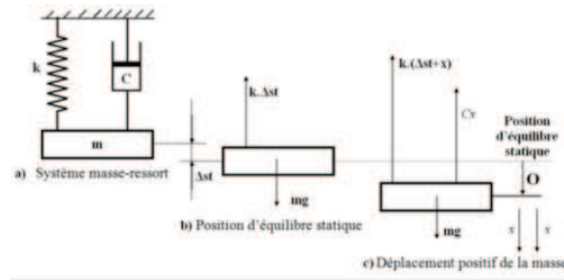 k
C
m
a) Système masse-ressort
Δst
k.Δst
mg
b) Position d'équilibre statique
k.(Δst+x)
Cv
Position
d'équilibre
statique
O
mg
x
x
c) Déplacement positif de la masse